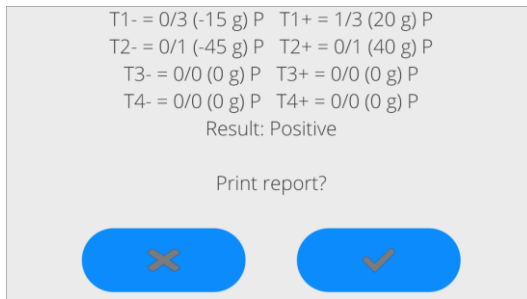 T1- = 0/3 (-15 g) P T1+ = 1/3 (20 g) P
T2- = 0/1 (-45 g) P T2+ = 0/1 (40 g) P
T3- = 0/0 (0 g) P T3+ = 0/0 (0 g) P
T4- = 0/0 (0 g) P T4+ = 0/0 (0 g) P
Result: Positive
Print report?